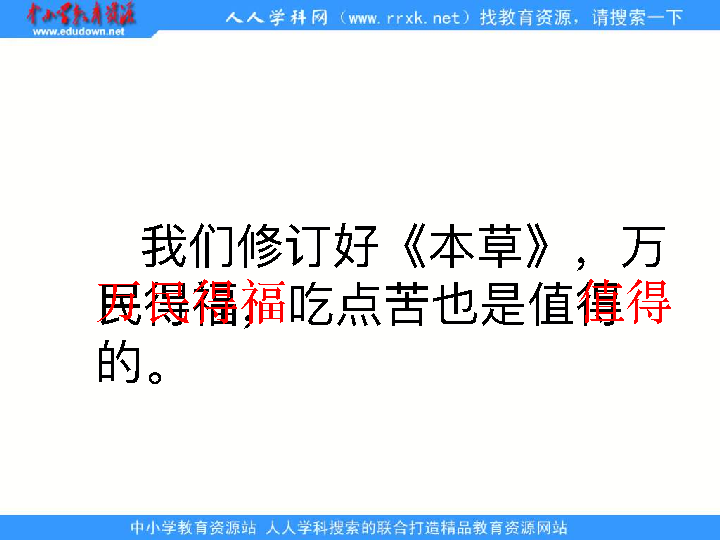 中小学教育资源
www.edudown.net
人人学科网（www.rrxk.net）找教育资源，请搜索一下
我们修订好《本草》，万
民得福，吃点苦也是值得
万民得福 值得
的。
中小学教育资源站 人人学科搜索的联合打造精品教育资源网站